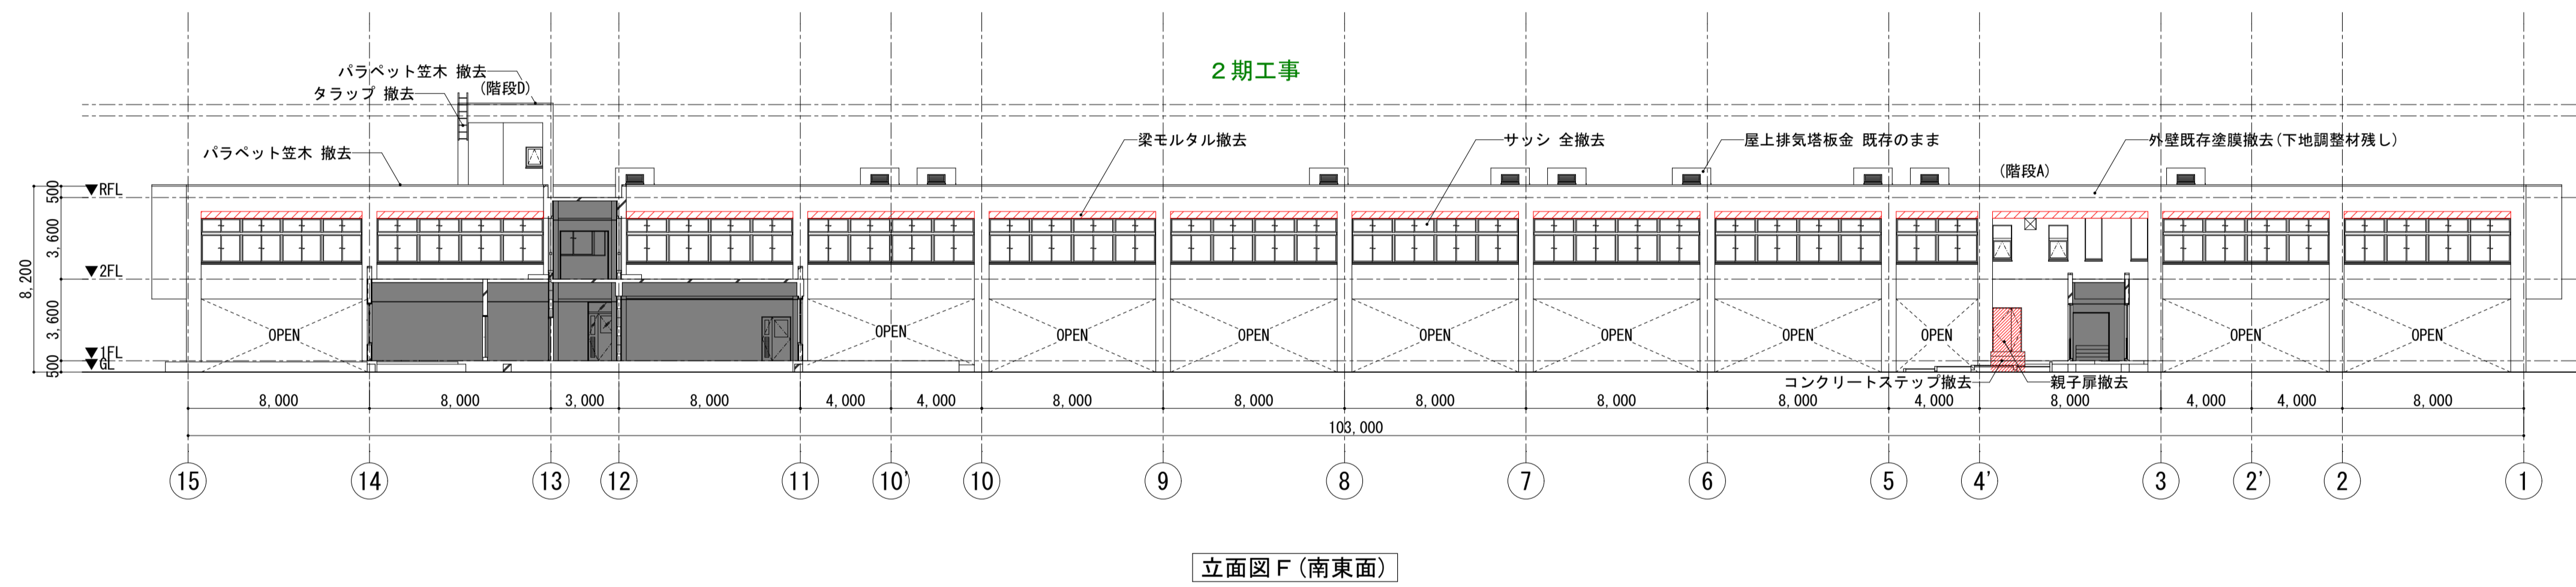 2期工事
パラペット笠木 撤去
(階段D)
タラップ 撤去
パラペット笠木 撤去
梁モルタル撤去
サッシ 全撤去
屋上排気塔板金 既存のまま
外壁既存塗膜撤去(下地調整材残し)
(階段A)
▼RFL
▼2FL
▼1FL
▼GL
8,200
500
3,600
3,600
500
OPEN OPEN OPEN OPEN OPEN OPEN OPEN OPEN OPEN OPEN
コンクリートステップ撤去
親子扉撤去
8,000 8,000 3,000 8,000 4,000 4,000 8,000 8,000 8,000 8,000 8,000 4,000 8,000 4,000 4,000 8,000
103,000
15 14 13 12 11 10' 10 9 8 7 6 5 4' 3 2' 2 1
立面図F(南東面)